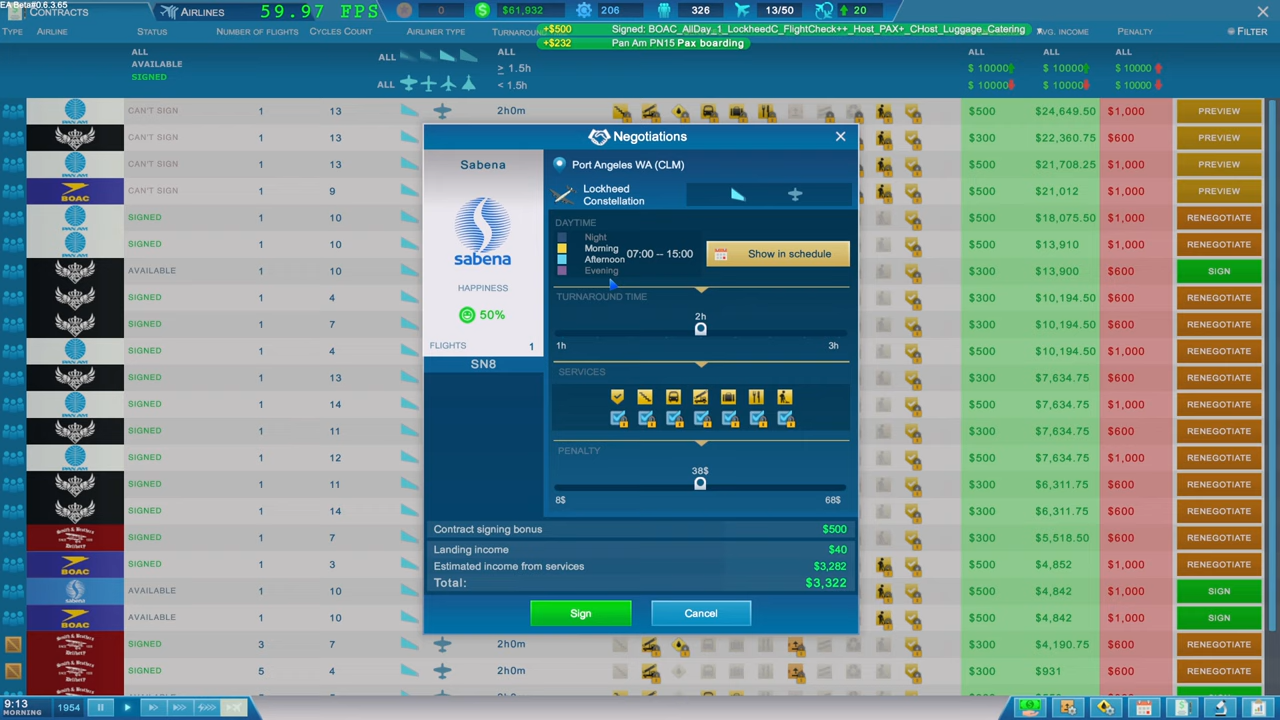 EA Beta#0.6.3.65
CONTRACTS
AIRLINES
59.97 FPS
0
$61,932
206
326
13/50
20
+$500 Signed: BOAC_AllDay_1_LockheedC_FlightCheck++_Host_PAX+_CHost_Luggage_Catering
+$232 Pan Am PN15 Pax boarding
TYPE AIRLINE STATUS NUMBER OF FLIGHTS CYCLES COUNT AIRLINER TYPE AVG. INCOME PENALTY FILTER
ALL ALL ALL ALL ALL ALL
AVAILABLE > 1.5h $ 10000 $ 10000 $ 10000
SIGNED ALL < 1.5h $ 10000 $ 10000 $ 10000
CAN'T SIGN 1 13 2h0m $500 $24,649.50 $1,000 PREVIEW
CAN'T SIGN 1 13 $300 $22,360.75 $600 PREVIEW
CAN'T SIGN 1 13 $500 $21,708.25 $1,000 PREVIEW
BOAC CAN'T SIGN 1 9 $500 $21,012 $1,000 PREVIEW
SIGNED 1 10 $500 $18,075.50 $1,000 RENEGOTIATE
SIGNED 1 10 $500 $13,910 $1,000 RENEGOTIATE
AVAILABLE 1 10 $300 $13,900 $600 SIGN
SIGNED 1 4 $300 $10,194.50 $600 RENEGOTIATE
SIGNED 1 7 $300 $10,194.50 $600 RENEGOTIATE
SIGNED 1 4 $500 $10,194.50 $1,000 RENEGOTIATE
SIGNED 1 13 $300 $7,634.75 $600 RENEGOTIATE
SIGNED 1 14 $500 $7,634.75 $1,000 RENEGOTIATE
SIGNED 1 11 $300 $7,634.75 $600 RENEGOTIATE
SIGNED 1 12 $500 $7,634.75 $1,000 RENEGOTIATE
SIGNED 1 11 $300 $6,311.75 $600 RENEGOTIATE
SIGNED 1 14 $300 $6,311.75 $600 RENEGOTIATE
Smith & Brothers Delivery SIGNED 1 7 $300 $5,518.50 $600 RENEGOTIATE
BOAC SIGNED 1 3 $500 $4,852 $1,000 RENEGOTIATE
sabena AVAILABLE 1 10 $500 $4,842 $1,000 SIGN
BOAC AVAILABLE 1 10 $500 $4,842 $1,000 SIGN
Smith & Brothers Delivery SIGNED 3 7 2h0m $300 $4,190.75 $600 RENEGOTIATE
Smith & Brothers SIGNED 5 4 2h0m $300 $931 $600 RENEGOTIATE
Negotiations
Sabena
sabena
HAPPINESS
50%
FLIGHTS 1
SN8
Port Angeles WA (CLM)
Lockheed
Constellation
DAYTIME
Night
Morning
Afternoon
Evening
07:00 -- 15:00
Show in schedule
TURNAROUND TIME
2h
1h 3h
SERVICES
PENALTY
38$
8$ 68$
Contract signing bonus $500
Landing income $40
Estimated income from services $3,282
Total: $3,322
Sign Cancel
9:13
MORNING
1954